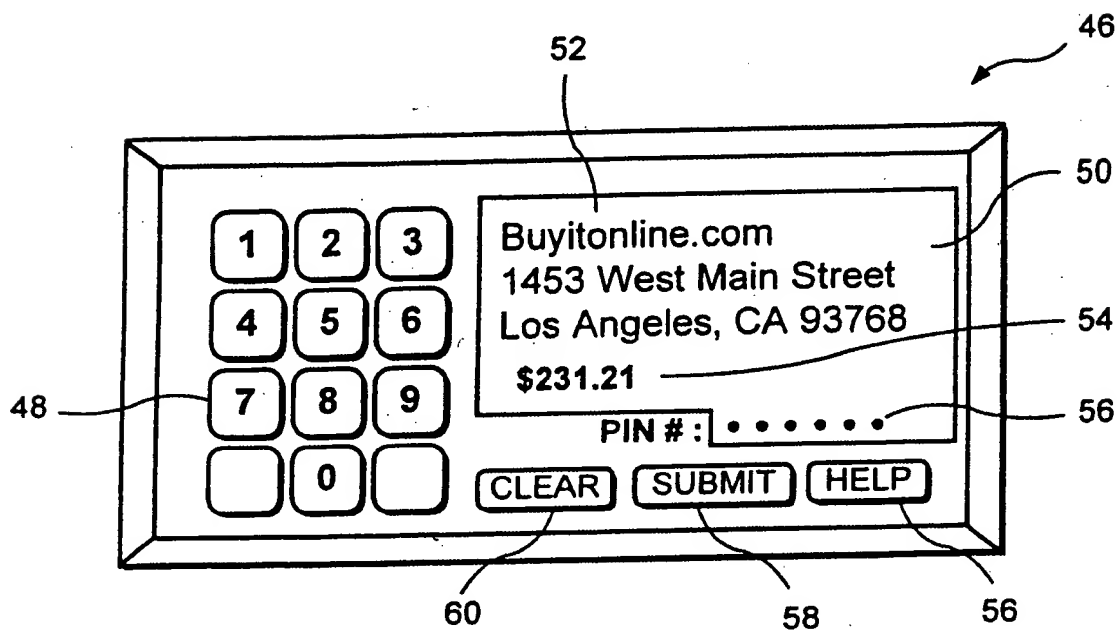 46
52
50
1 2 3
Buyitonline.com
1453 West Main Street
4 5 6
Los Angeles, CA 93768
54
$231.21
48
7 8 9
56
PIN # : • • • • • •
0
CLEAR SUBMIT HELP
60 58 56